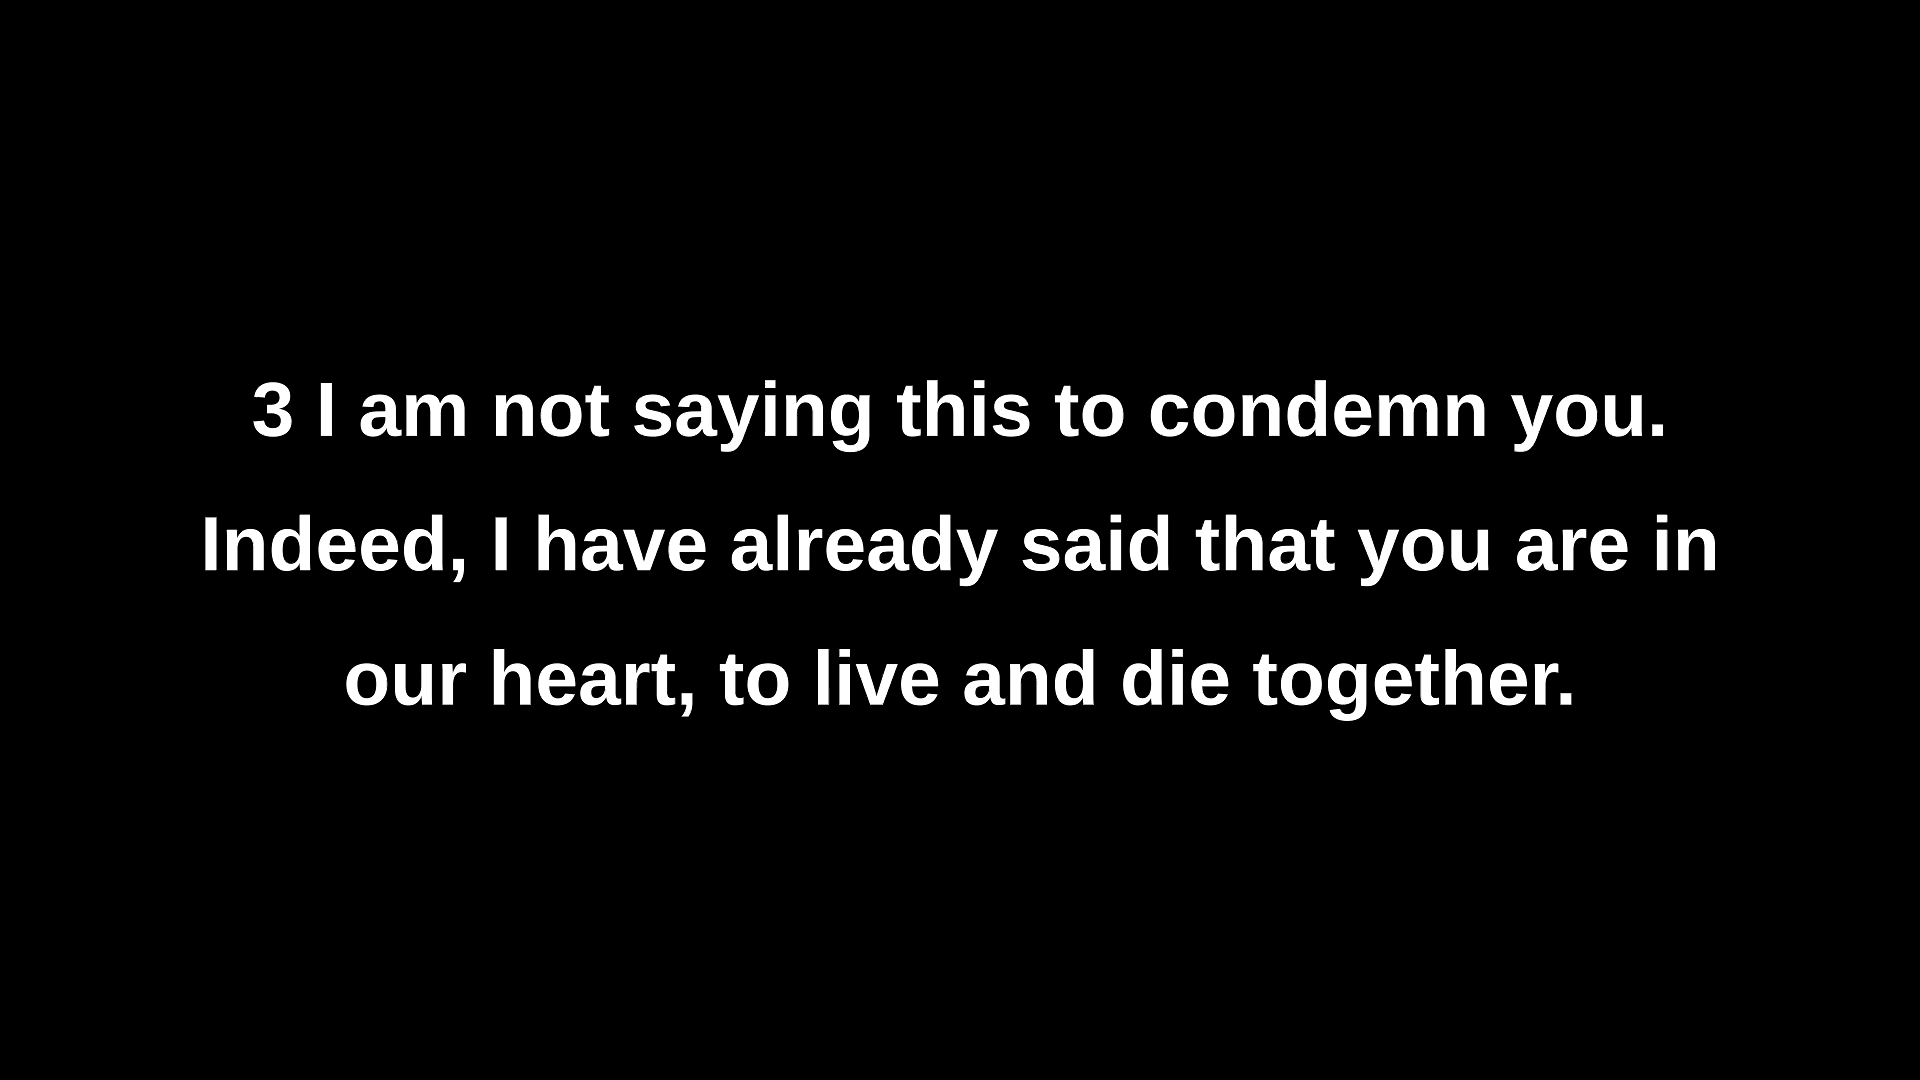 3 I am not saying this to condemn you.
Indeed, I have already said that you are in
our heart, to live and die together.